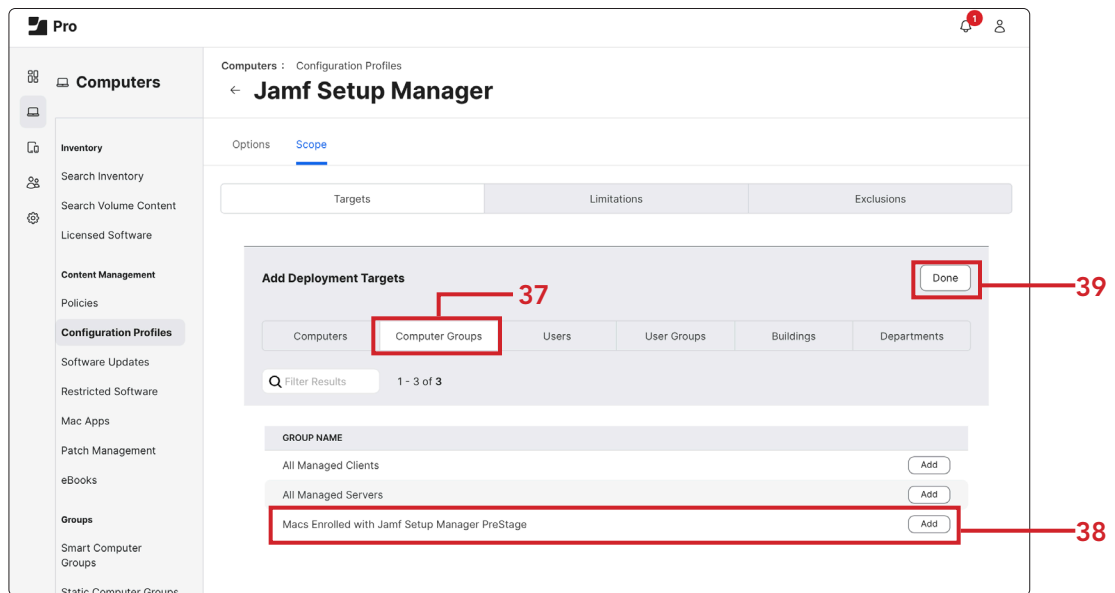 Pro
1
Computers
Computers : Configuration Profiles
← Jamf Setup Manager
Options Scope
Inventory
Search Inventory
Search Volume Content
Licensed Software
Content Management
Policies
Configuration Profiles
Software Updates
Restricted Software
Mac Apps
Patch Management
eBooks
Groups
Smart Computer
Groups
Static Computer Groups
Targets Limitations Exclusions
Add Deployment Targets
Done
37
39
Computers Computer Groups Users User Groups Buildings Departments
Filter Results 1 - 3 of 3
GROUP NAME
All Managed Clients Add
All Managed Servers Add
Macs Enrolled with Jamf Setup Manager PreStage Add
38